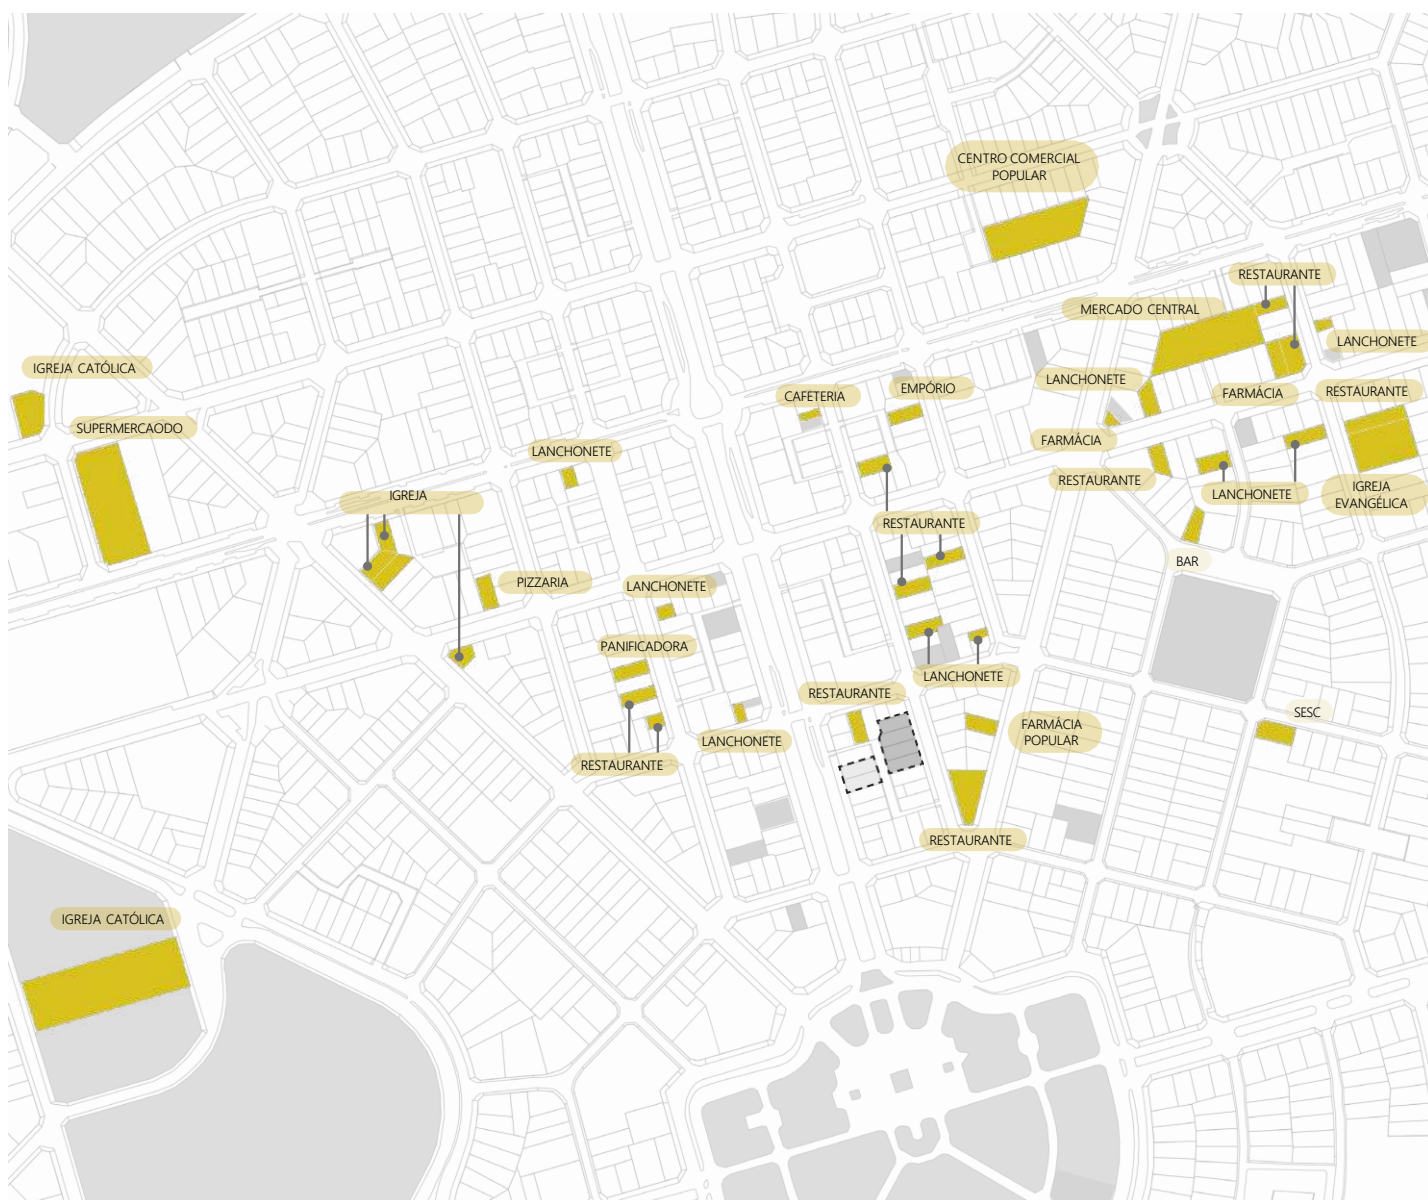 CENTRO COMERCIAL
POPULAR
RESTAURANTE
MERCADO CENTRAL
LANCHONETE
IGREJA CATÓLICA
LANCHONETE
CAFETERIA
EMPÓRIO
FARMÁCIA
RESTAURANTE
SUPERMERCAODO
FARMÁCIA
LANCHONETE
RESTAURANTE
LANCHONETE
IGREJA
EVANGÉLICA
IGREJA
RESTAURANTE
BAR
PIZZARIA
LANCHONETE
PANIFICADORA
LANCHONETE
RESTAURANTE
SESC
FARMÁCIA
POPULAR
LANCHONETE
RESTAURANTE
RESTAURANTE
IGREJA CATÓLICA